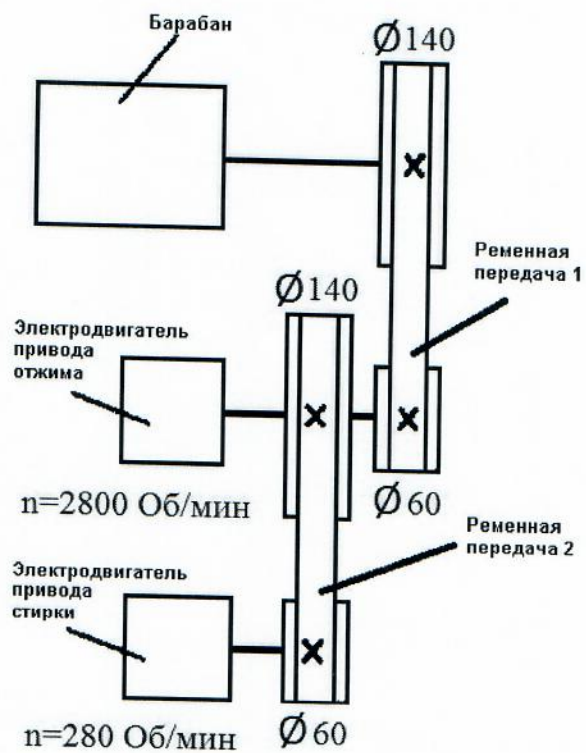 Барабан
Ø140
Ременная
передача 1
Ø140
Электродвигатель
привода
отжима
n=2800 Об/мин
Ø60
Ременная
передача 2
Электродвигатель
привода
стирки
n=280 Об/мин
Ø60